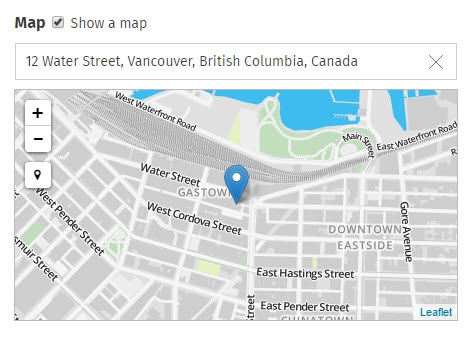 Map Show a map
12 Water Street, Vancouver, British Columbia, Canada
+
−
West Waterfront Road
Main Street
East Waterfront Road
Water Street
GASTOWN
West Cordova Street
West Pender Street
DOWNTOWN
EASTSIDE
Gore Avenue
East Hastings Street
East Pender Street
CHINATOWN
Leaflet